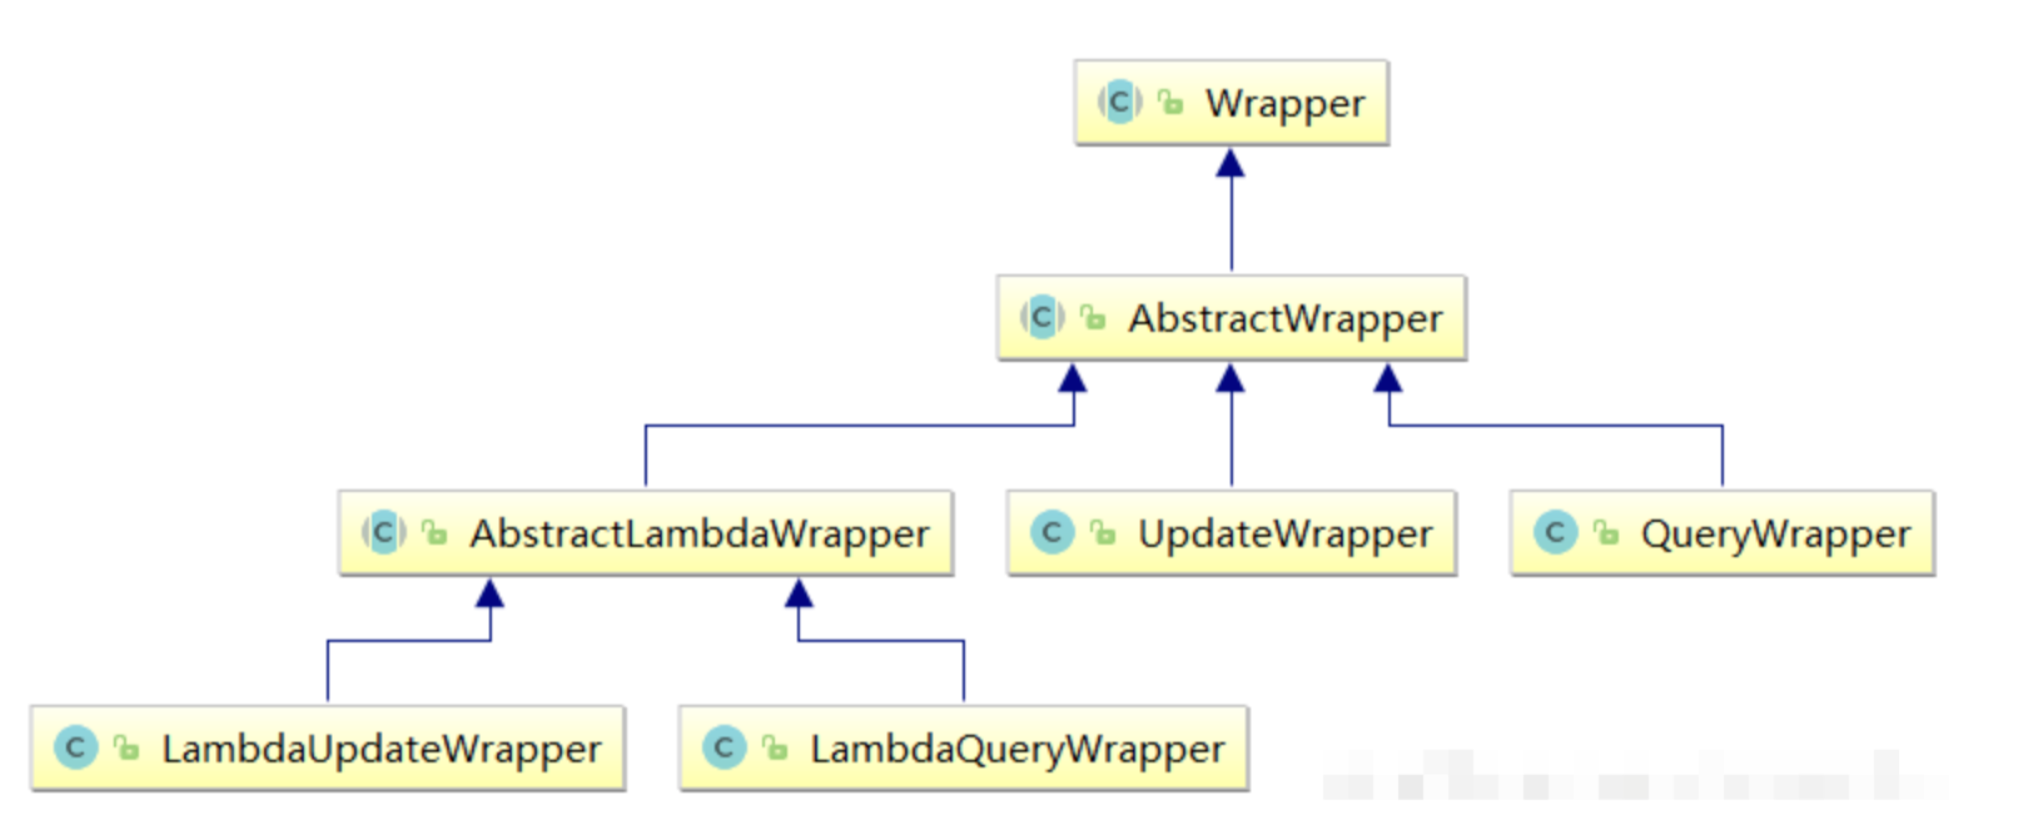 C Wrapper
C AbstractWrapper
C AbstractLambdaWrapper
C UpdateWrapper
C QueryWrapper
C LambdaUpdateWrapper
C LambdaQueryWrapper